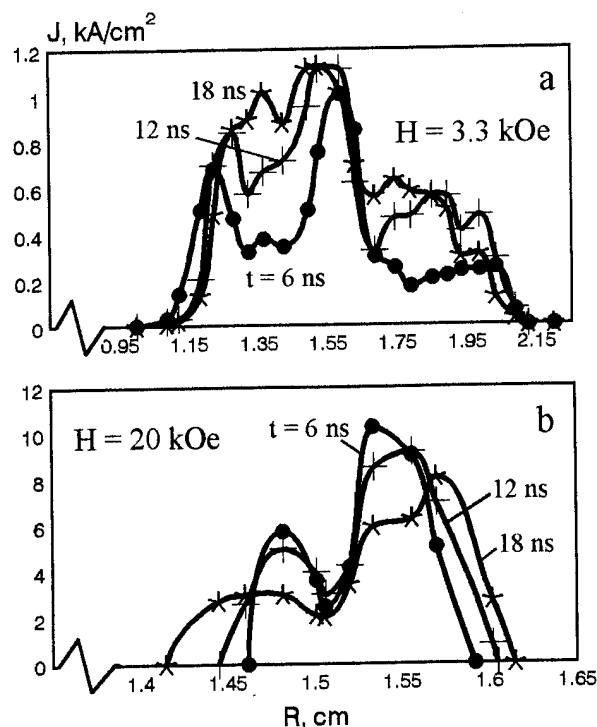 J, kA/cm²
1.2
a
18 ns
1
12 ns
H = 3.3 kOe
0.8
0.6
0.4
t = 6 ns
0.2
0
0.95 1.15 1.35 1.55 1.75 1.95 2.15
12
t = 6 ns
b
H = 20 kOe
10
8
12 ns
6
18 ns
4
2
0
1.4 1.45 1.5 1.55 1.6 1.65
R, cm